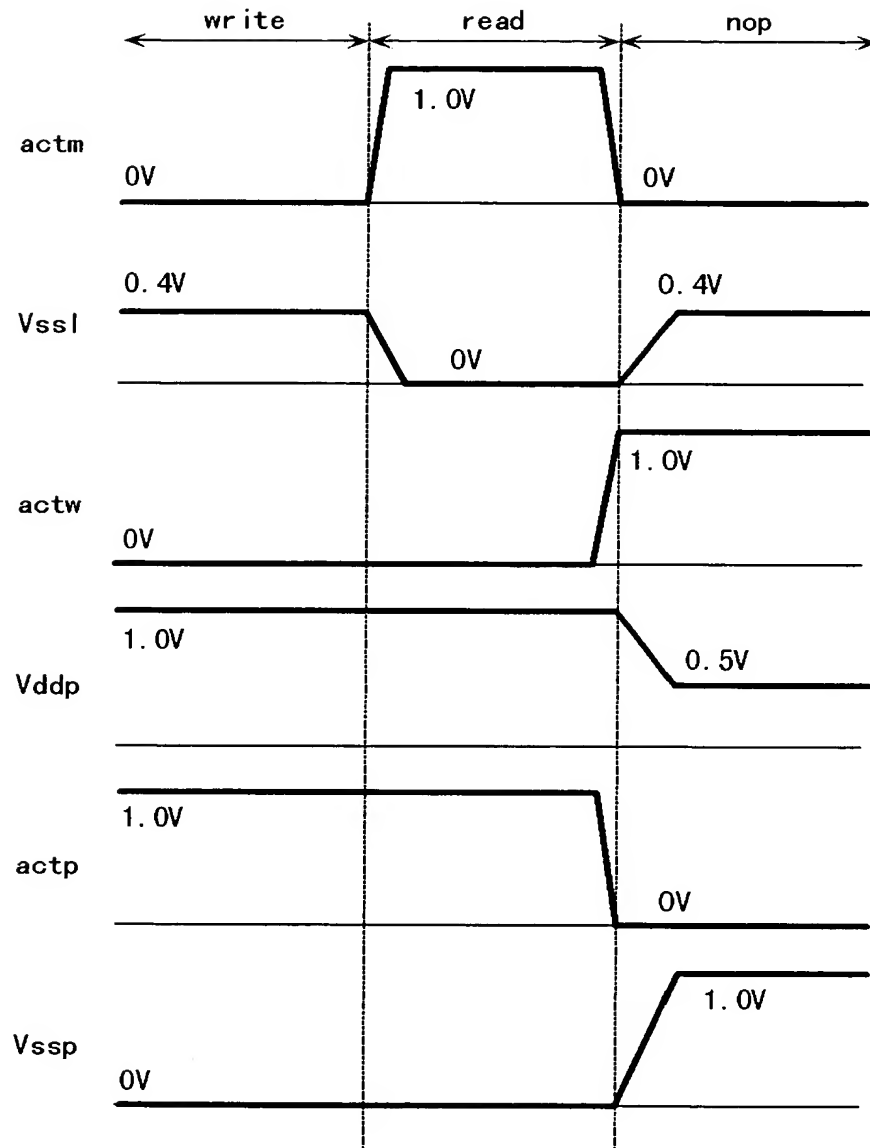 write read nop
1.0V
actm
0V 0V
0.4V 0.4V
Vssl
0V
1.0V
actw
0V
1.0V
0.5V
Vddp
1.0V
actp
0V
1.0V
Vssp
0V